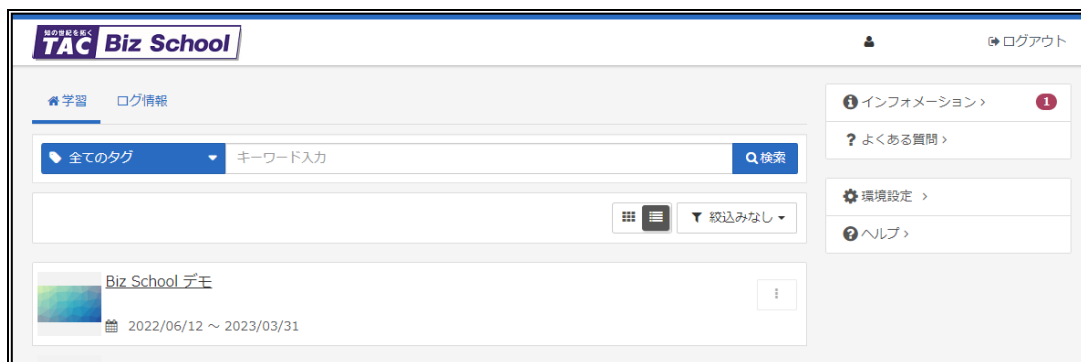 知の世紀を拓く
TAC Biz School
ログアウト
学習 ログ情報
全てのタグ キーワード入力 検索
絞込みなし
Biz School デモ
2022/06/12 ~ 2023/03/31
インフォメーション > 1
よくある質問 >
環境設定 >
ヘルプ >